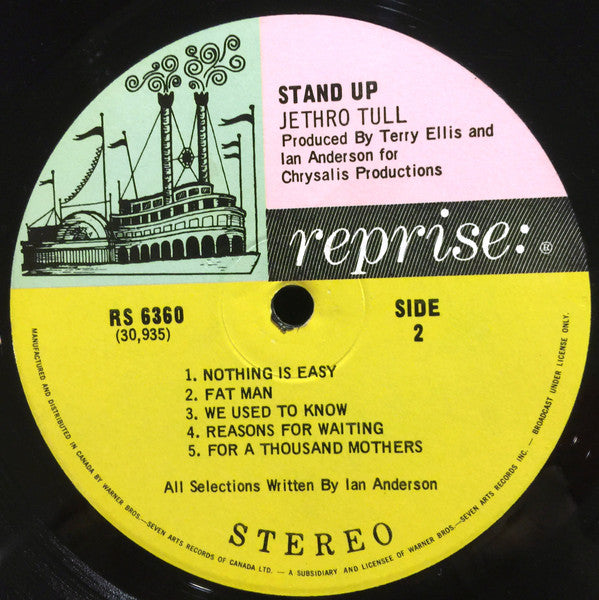 STAND UP
JETHRO TULL
Produced By Terry Ellis and
Ian Anderson for
Chrysalis Productions
reprise: ®
RS 6360
(30,935)
SIDE
2
1. NOTHING IS EASY
2. FAT MAN
3. WE USED TO KNOW
4. REASONS FOR WAITING
5. FOR A THOUSAND MOTHERS
All Selections Written By Ian Anderson
STEREO
MANUFACTURED AND DISTRIBUTED IN CANADA BY WARNER BROS.—SEVEN ARTS RECORDS OF CANADA LTD. — A SUBSIDIARY AND LICENSEE OF WARNER BROS.—SEVEN ARTS RECORDS INC. — BROADCAST UNDER LICENSE ONLY.